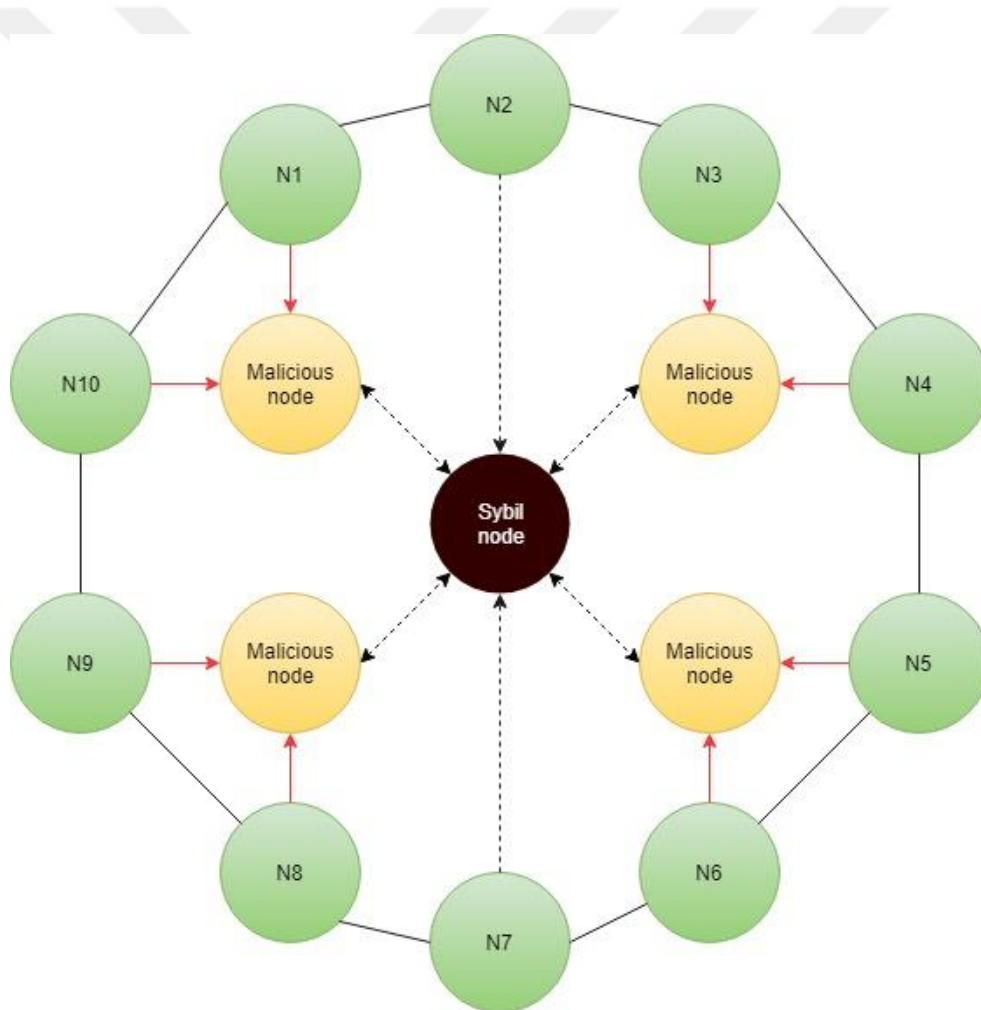 N2
N1
N3
N10
Malicious
node
Malicious
node
N4
Sybil
node
N9
Malicious
node
Malicious
node
N5
N8
N6
N7